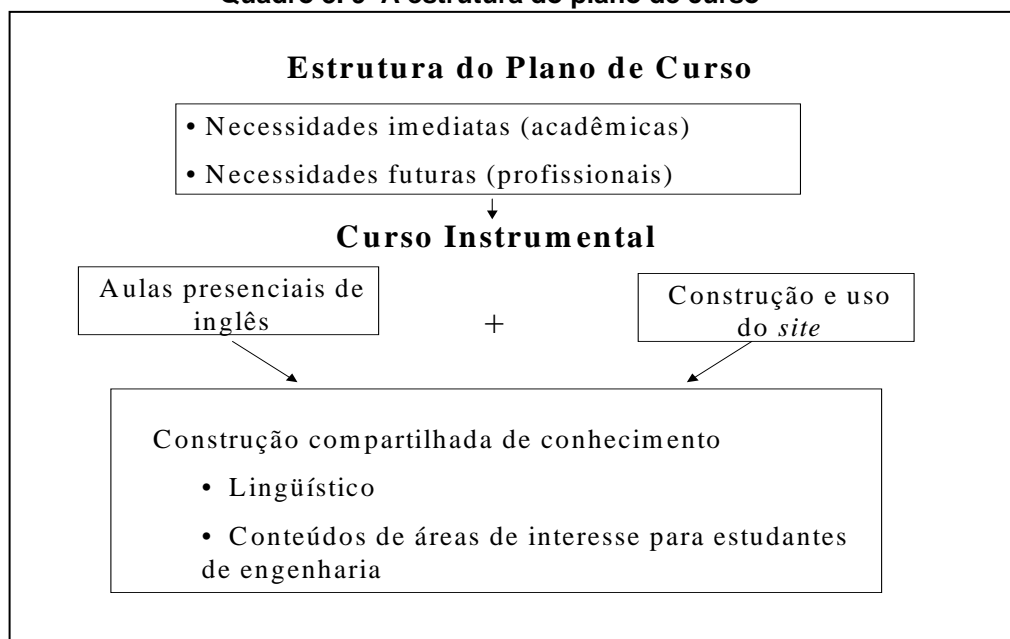 Estrutura do Plano de Curso
• Necessidades imediatas (acadêmicas)
• Necessidades futuras (profissionais)
Curso Instrumental
Aulas presenciais de
inglês
+
Construção e uso
do site
Construção compartilhada de conhecimento
• Lingüístico
• Conteúdos de áreas de interesse para estudantes
de engenharia